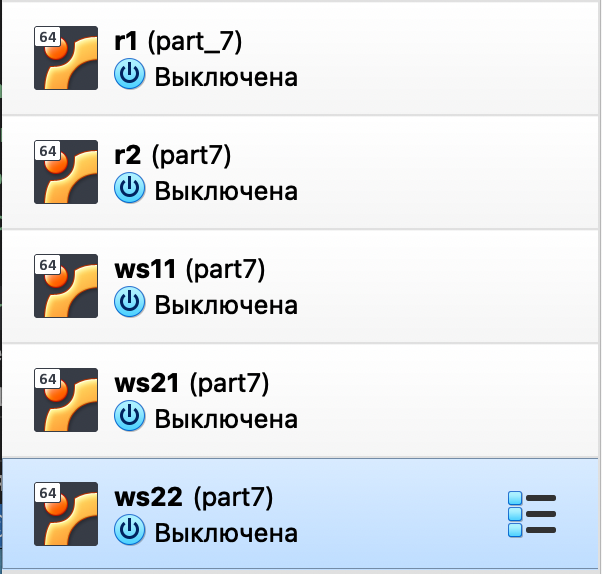 64
r1 (part_7)
Выключена
64
r2 (part7)
Выключена
64
ws11 (part7)
Выключена
64
ws21 (part7)
Выключена
64
ws22 (part7)
Выключена